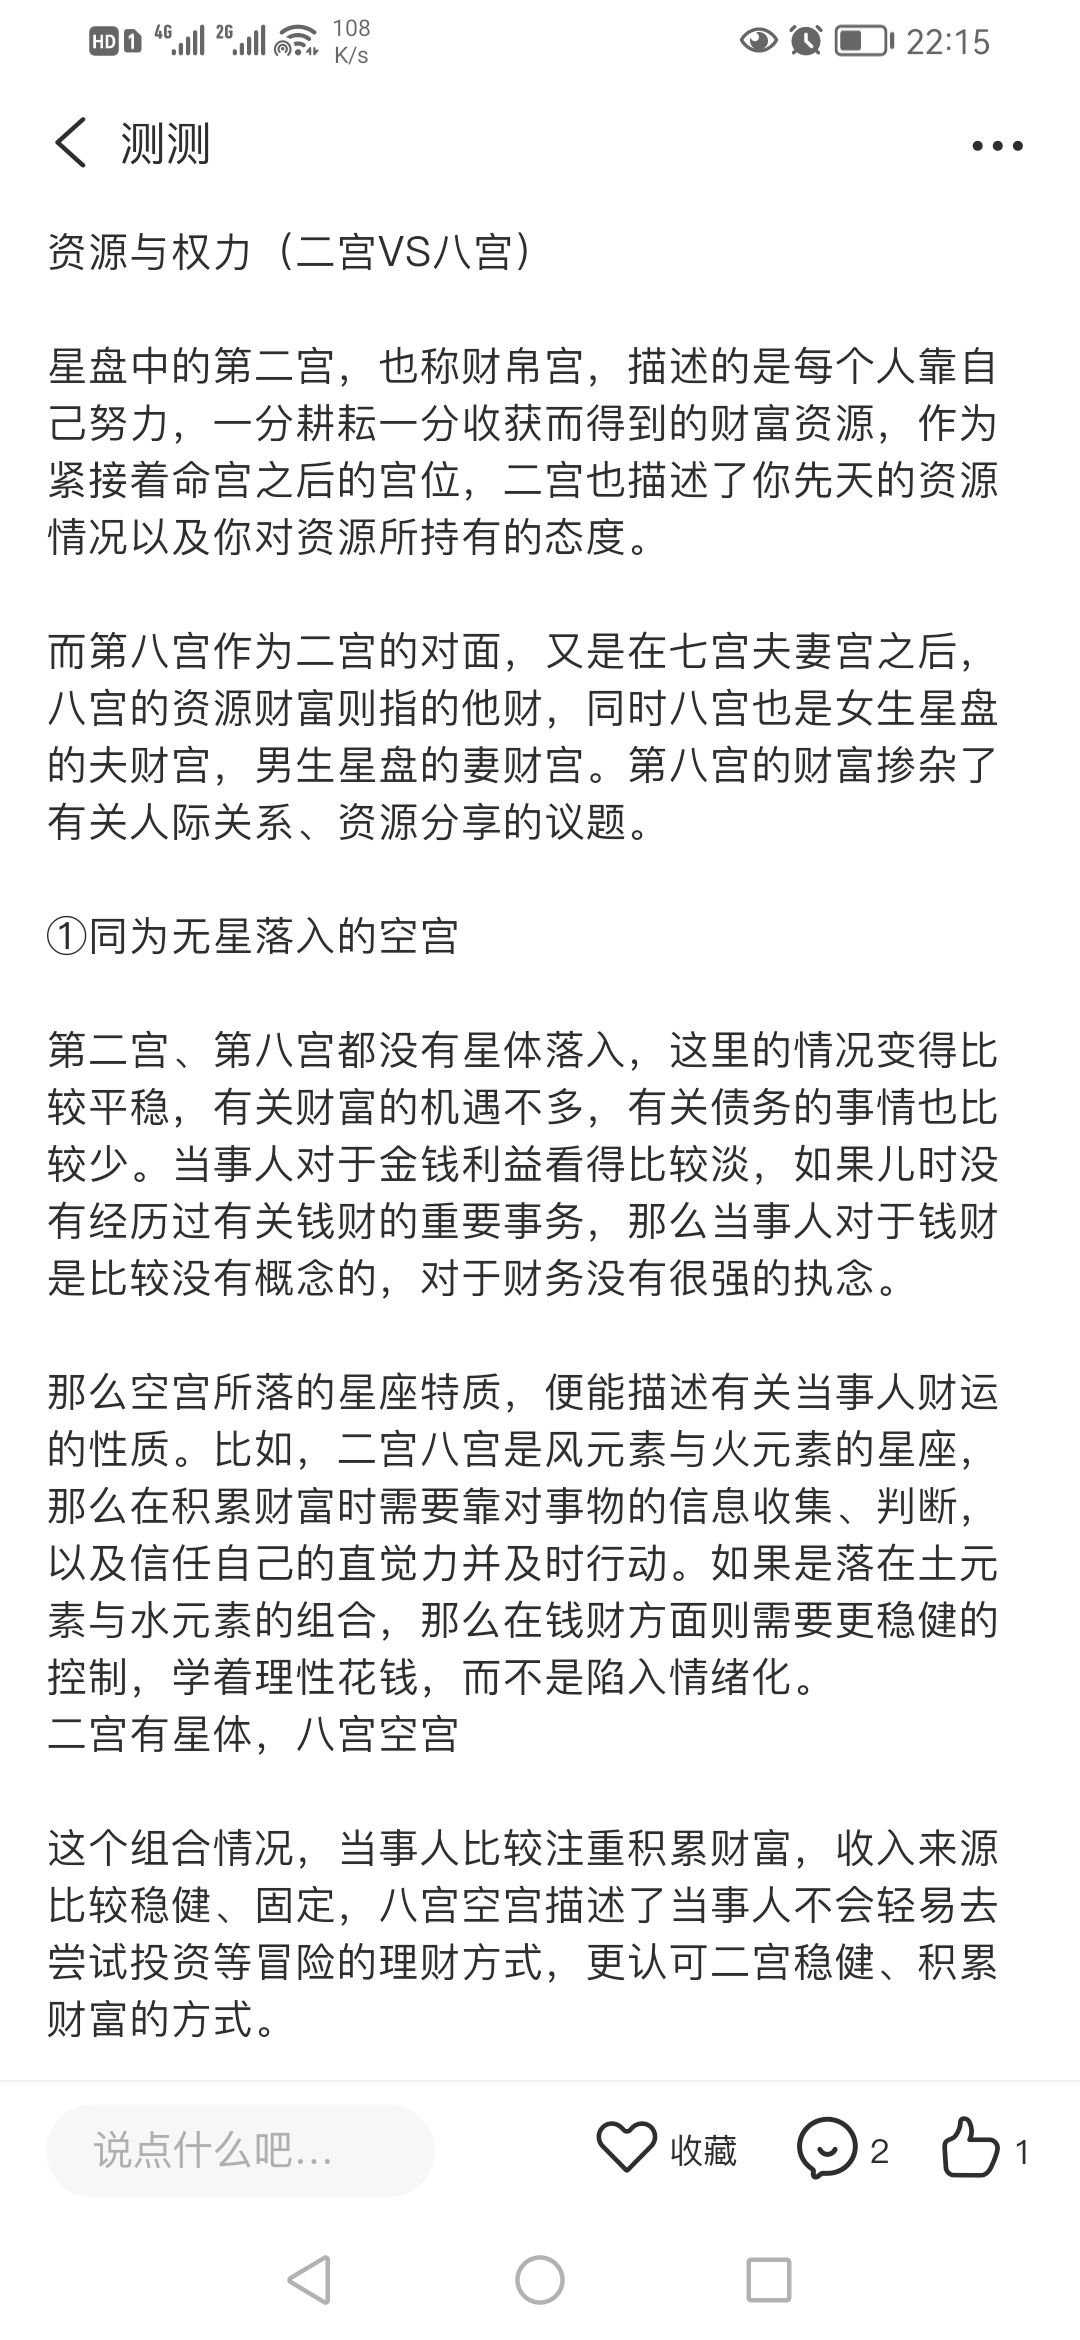 HD 1 4G 2G 108 K/s 22:15
测测
资源与权力（二宫VS八宫）
星盘中的第二宫，也称财帛宫，描述的是每个人靠自
己努力，一分耕耘一分收获而得到的财富资源，作为
紧接着命宫之后的宫位，二宫也描述了你先天的资源
情况以及你对资源所持有的态度。
而第八宫作为二宫的对面，又是在七宫夫妻宫之后，
八宫的资源财富则指的他财，同时八宫也是女生星盘
的夫财宫，男生星盘的妻财宫。第八宫的财富掺杂了
有关人际关系、资源分享的议题。
①同为无星落入的空宫
第二宫、第八宫都没有星体落入，这里的情况变得比
较平稳，有关财富的机遇不多，有关债务的事情也比
较少。当事人对于金钱利益看得比较淡，如果儿时没
有经历过有关钱财的重要事务，那么当事人对于钱财
是比较没有概念的，对于财务没有很强的执念。
那么空宫所落的星座特质，便能描述有关当事人财运
的性质。比如，二宫八宫是风元素与火元素的星座，
那么在积累财富时需要靠对事物的信息收集、判断，
以及信任自己的直觉力并及时行动。如果是落在土元
素与水元素的组合，那么在钱财方面则需要更稳健的
控制，学着理性花钱，而不是陷入情绪化。
二宫有星体，八宫空宫
这个组合情况，当事人比较注重积累财富，收入来源
比较稳健、固定，八宫空宫描述了当事人不会轻易去
尝试投资等冒险的理财方式，更认可二宫稳健、积累
财富的方式。
说点什么吧... 收藏 2 1